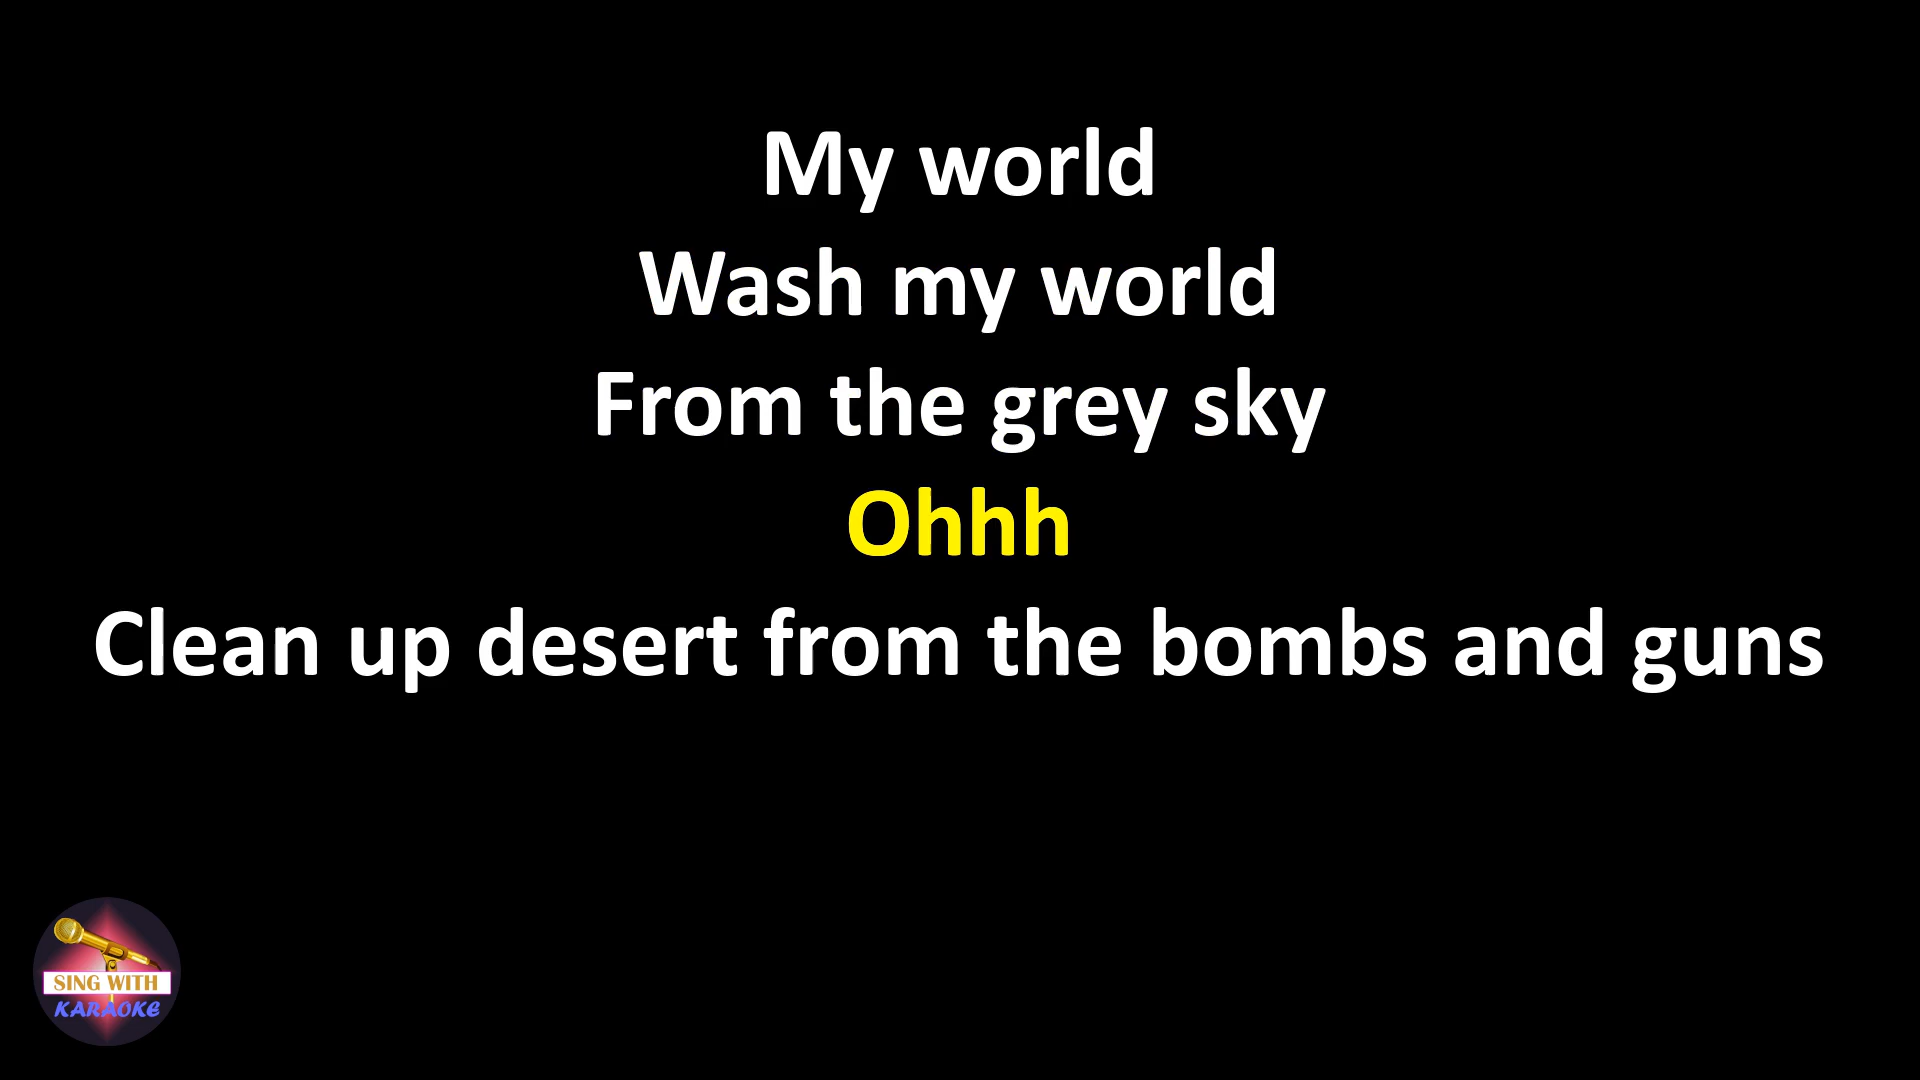 My world
Wash my world
From the grey sky
Ohhh
Clean up desert from the bombs and guns
SING WITH
KARAOKE